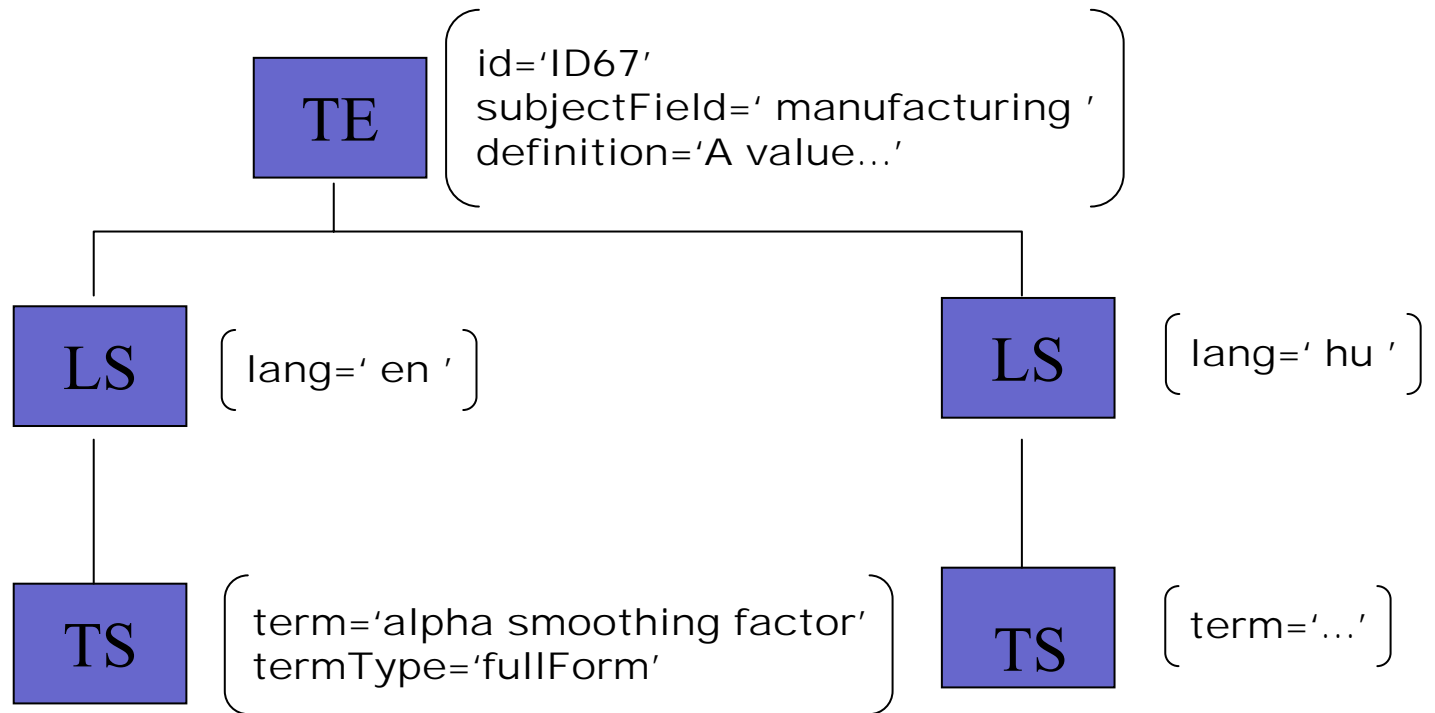 TE
id=‘ID67’
subjectField=‘ manufacturing ’
definition=‘A value...’
LS
lang=‘ en ’
LS
lang=‘ hu ’
TS
term=‘alpha smoothing factor’
termType=‘fullForm’
TS
term=‘...’